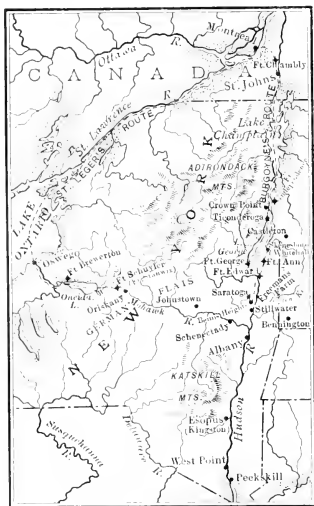 Montreal
Ottawa R.
Ft. Chambly
CANADA
St. Johns
St. Lawrence R.
ST. LEGER'S ROUTE
BURGOYNE'S ROUTE
Lake Champlain
ADIRONDACK MTS.
Crown Point
Ticonderoga
LAKE ONTARIO
Castleton
Oswego
Ft. Brewerton
L. George
Ft. George
Ft. Ann
Ft. Edward
Schuyler
Oneida L.
Oriskany
Mohawk R.
GERMAN FLATS
Johnstown
Saratoga
Freemans Farm
Bemis Heights
Stillwater
Bennington
Schenectady
Albany
NEW YORK
KATSKILL MTS.
Hudson R.
Esopus
(Kingston)
Susquehanna R.
Delaware R.
West Point
Peekskill